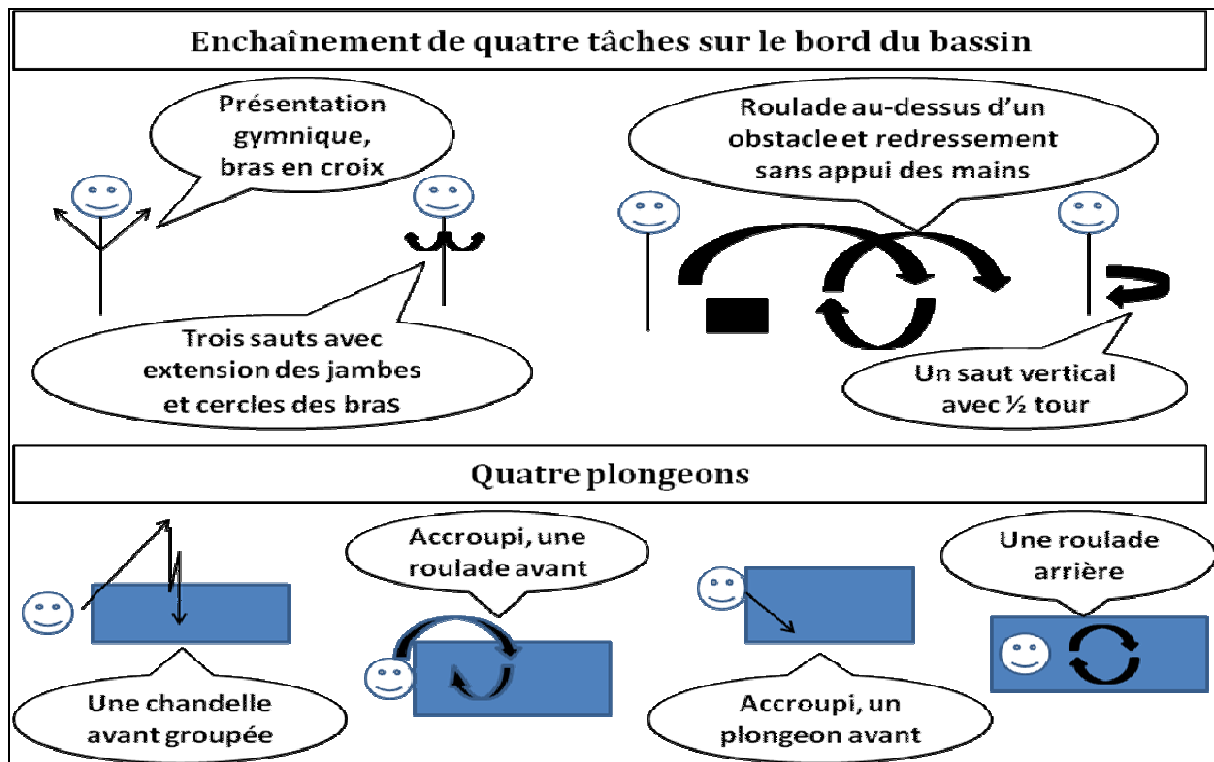 Enchaînement de quatre tâches sur le bord du bassin
Présentation
gymnique,
bras en croix
Roulade au-dessus d'un
obstacle et redressement
sans appui des mains
Trois sauts avec
extension des jambes
et cercles des bras
Un saut vertical
avec ½ tour
Quatre plongeons
Accroupi, une
roulade avant
Une roulade
arrière
Une chandelle
avant groupée
Accroupi, un
plongeon avant